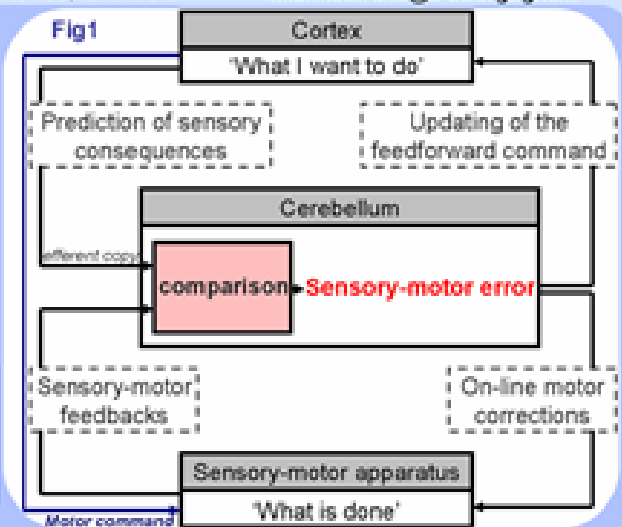 Fig1
Cortex
'What I want to do'
Prediction of sensory
consequences
Updating of the
feedforward command
Cerebellum
efferent copy
comparison
Sensory-motor error
Sensory-motor
feedbacks
On-line motor
corrections
Sensory-motor apparatus
'What is done'
Motor command